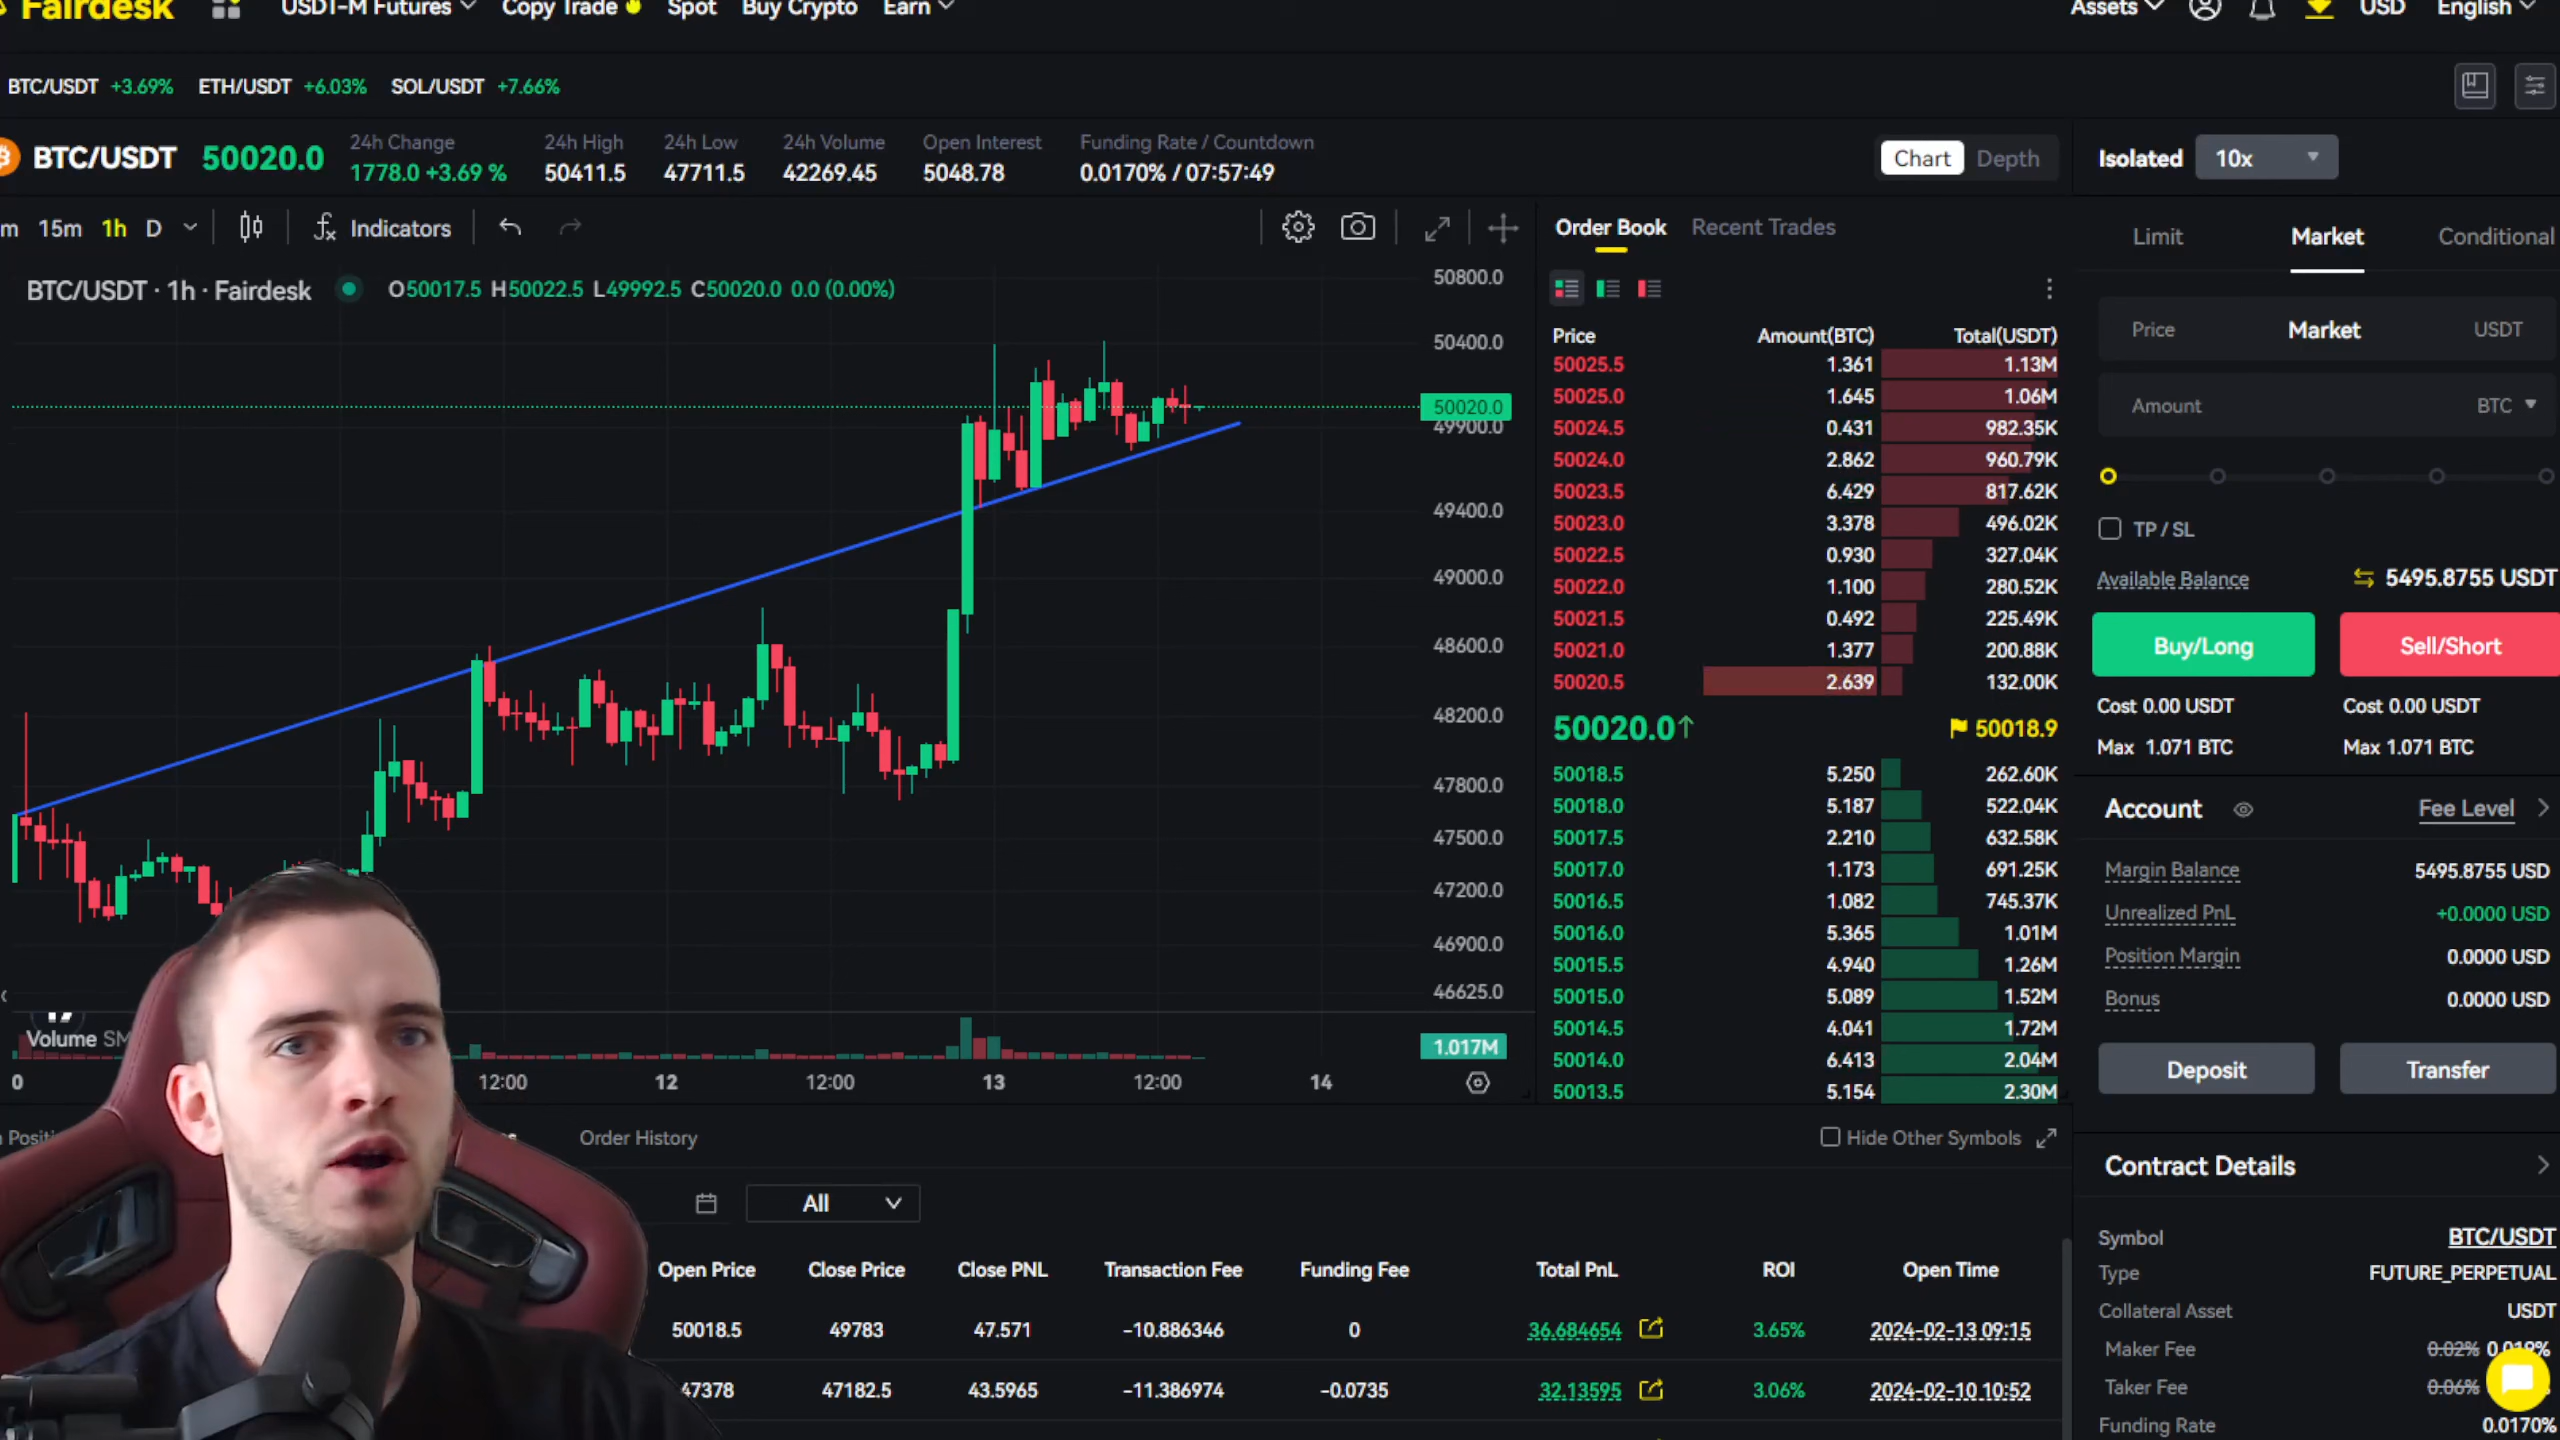 Fairdesk USDT-M Futures Copy Trade Spot Buy Crypto Earn Assets USD English
BTC/USDT +3.69% ETH/USDT +6.03% SOL/USDT +7.66%
BTC/USDT 50020.0
24h Change 24h High 24h Low 24h Volume Open Interest Funding Rate / Countdown
1778.0 +3.69 % 50411.5 47711.5 42269.45 5048.78 0.0170% / 07:57:49
Chart Depth
Isolated 10x
m 15m 1h D Indicators
BTC/USDT · 1h · Fairdesk O50017.5 H50022.5 L49992.5 C50020.0 0.0 (0.00%)
50800.0
50400.0
50020.0
49900.0
49400.0
49000.0
48600.0
48200.0
47800.0
47500.0
47200.0
46900.0
46625.0
Volume SM
1.017M
0 12:00 12 12:00 13 12:00 14
Order Book Recent Trades
Price Amount(BTC) Total(USDT)
50025.5 1.361 1.13M
50025.0 1.645 1.06M
50024.5 0.431 982.35K
50024.0 2.862 960.79K
50023.5 6.429 817.62K
50023.0 3.378 496.02K
50022.5 0.930 327.04K
50022.0 1.100 280.52K
50021.5 0.492 225.49K
50021.0 1.377 200.88K
50020.5 2.639 132.00K
50020.0↑ 50018.9
50018.5 5.250 262.60K
50018.0 5.187 522.04K
50017.5 2.210 632.58K
50017.0 1.173 691.25K
50016.5 1.082 745.37K
50016.0 5.365 1.01M
50015.5 4.940 1.26M
50015.0 5.089 1.52M
50014.5 4.041 1.72M
50014.0 6.413 2.04M
50013.5 5.154 2.30M
Limit Market Conditional
Price Market USDT
Amount BTC
TP / SL
Available Balance 5495.8755 USDT
Buy/Long Sell/Short
Cost 0.00 USDT Cost 0.00 USDT
Max 1.071 BTC Max 1.071 BTC
Account Fee Level
Margin Balance 5495.8755 USD
Unrealized PnL +0.0000 USD
Position Margin 0.0000 USD
Bonus 0.0000 USD
Deposit Transfer
Contract Details
Symbol BTC/USDT
Type FUTURE_PERPETUAL
Collateral Asset USDT
Maker Fee 0.02%
Taker Fee 0.06%
Funding Rate 0.0170%
Order History Hide Other Symbols
All
Open Price Close Price Close PNL Transaction Fee Funding Fee Total PnL ROI Open Time
50018.5 49783 47.571 -10.886346 0 36.684654 3.65% 2024-02-13 09:15
47378 47182.5 43.5965 -11.386974 -0.0735 32.13595 3.06% 2024-02-10 10:52